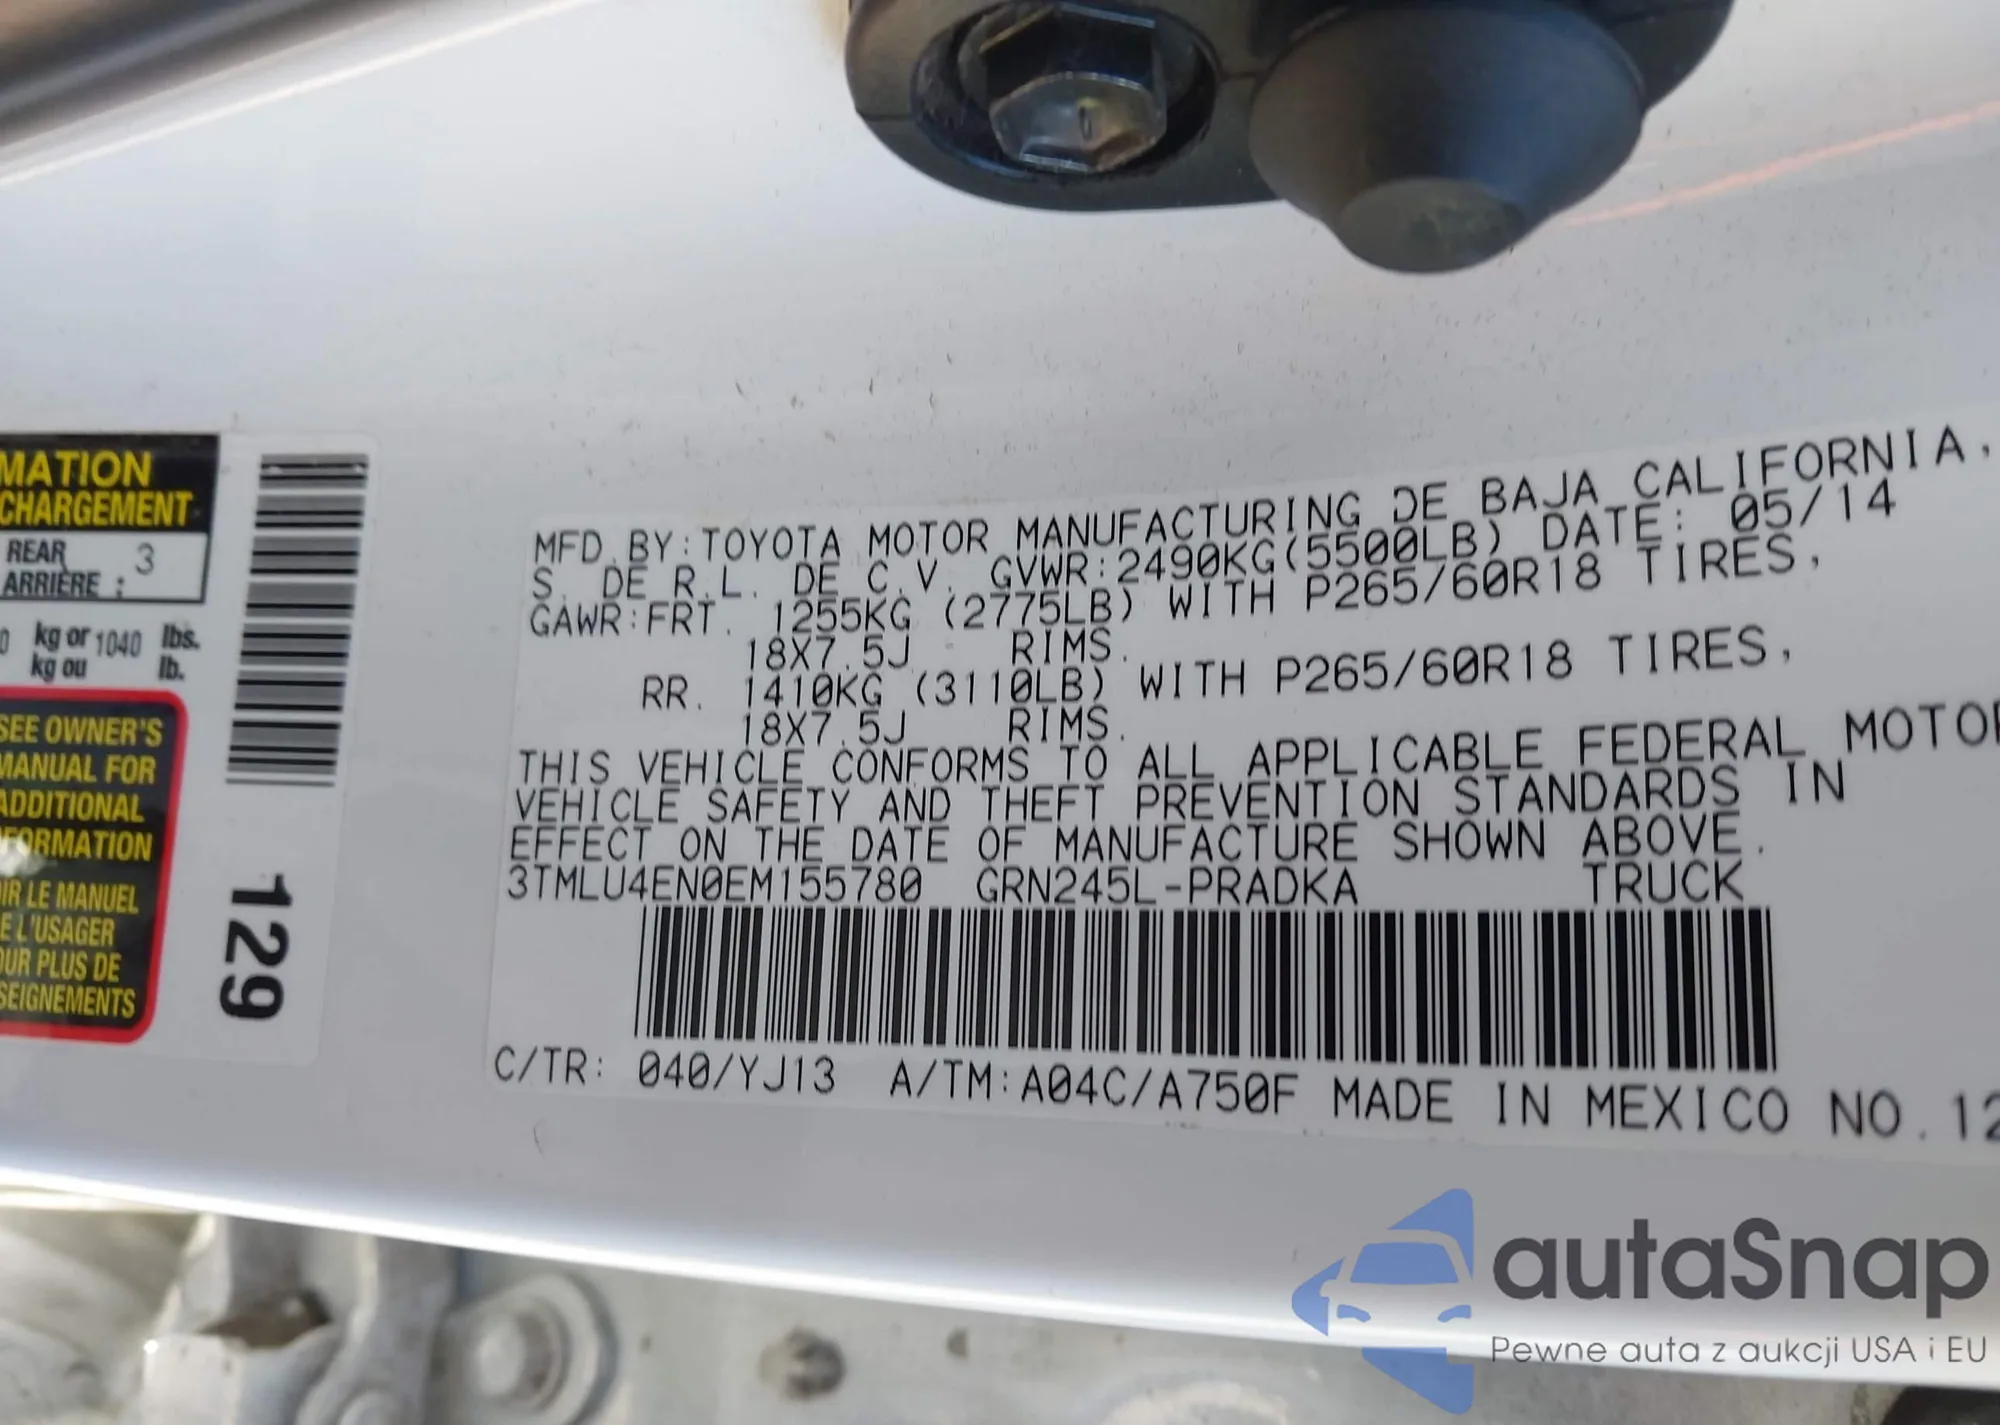 MATION
CHARGEMENT
REAR 3
ARRIÈRE :
0 kg or 1040 lbs.
kg ou lb.
SEE OWNER'S
MANUAL FOR
ADDITIONAL
FORMATION
IR LE MANUEL
E L'USAGER
OUR PLUS DE
SEIGNEMENTS
129
MFD.BY:TOYOTA MOTOR MANUFACTURING DE BAJA CALIFORNIA,
S. DE R.L. DE C.V. GVWR:2490KG(5500LB) DATE: 05/14
GAWR:FRT. 1255KG (2775LB) WITH P265/60R18 TIRES,
18X7.5J RIMS.
RR. 1410KG (3110LB) WITH P265/60R18 TIRES,
18X7.5J RIMS.
THIS VEHICLE CONFORMS TO ALL APPLICABLE FEDERAL MOTOR
VEHICLE SAFETY AND THEFT PREVENTION STANDARDS IN
EFFECT ON THE DATE OF MANUFACTURE SHOWN ABOVE.
3TMLU4EN0EM155780 GRN245L-PRADKA TRUCK
C/TR: 040/YJ13 A/TM:A04C/A750F MADE IN MEXICO NO.12
autaSnap
Pewne auta z aukcji USA i EU